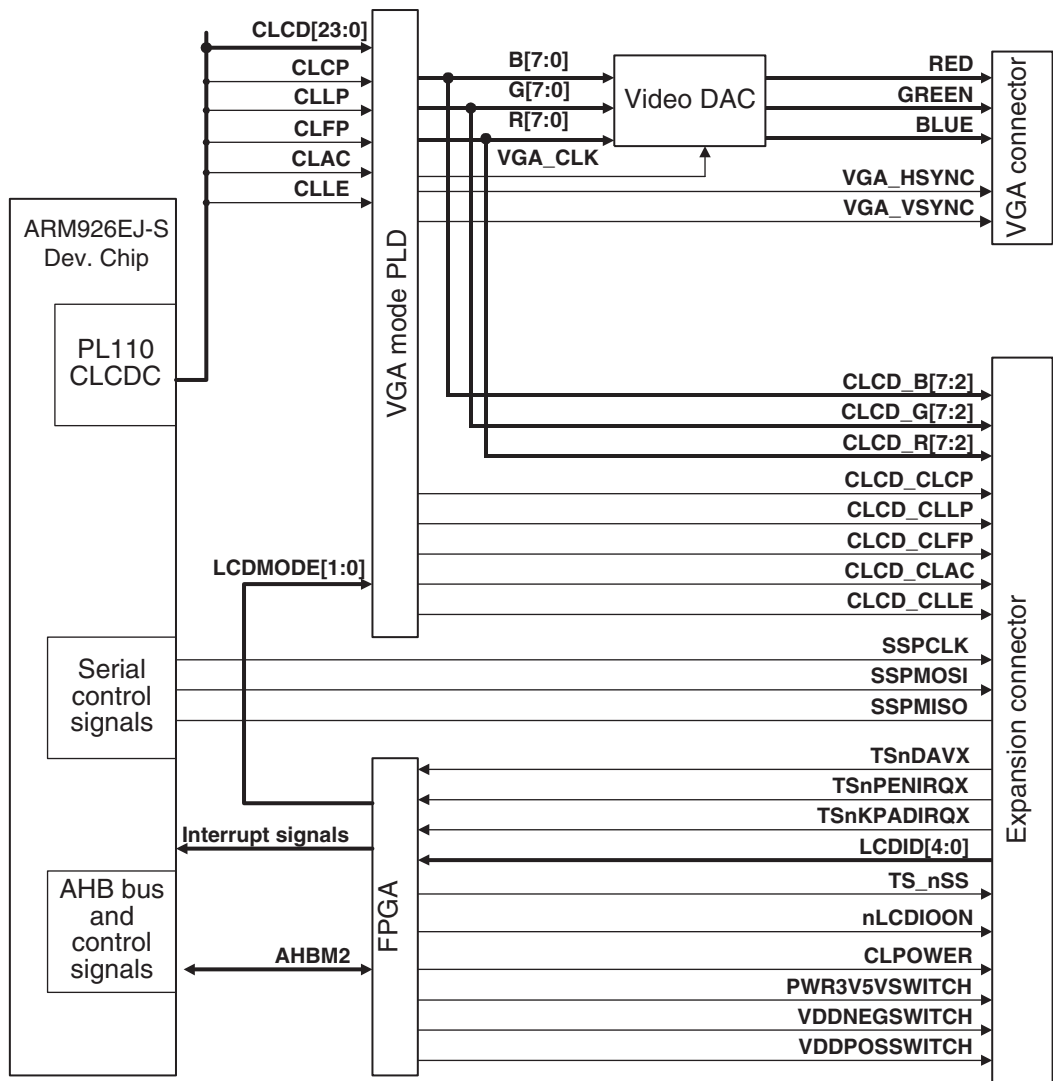 CLCD[23:0]
CLCP
CLLP
CLFP
CLAC
CLLE
ARM926EJ-S
Dev. Chip
PL110
CLCDC
VGA mode PLD
B[7:0]
G[7:0]
R[7:0]
VGA_CLK
Video DAC
RED
GREEN
BLUE
VGA_HSYNC
VGA_VSYNC
VGA connector
CLCD_B[7:2]
CLCD_G[7:2]
CLCD_R[7:2]
CLCD_CLCP
CLCD_CLLP
CLCD_CLFP
CLCD_CLAC
CLCD_CLLE
LCDMODE[1:0]
Serial
control
signals
SSPCLK
SSPMOSI
SSPMISO
Expansion connector
TSnDAVX
TSnPENIRQX
TSnKPADIRQX
LCDID[4:0]
TS_nSS
nLCDIOON
CLPOWER
PWR3V5VSWITCH
VDDNEGSWITCH
VDDPOSSWITCH
Interrupt signals
FPGA
AHB bus
and
control
signals
AHBM2